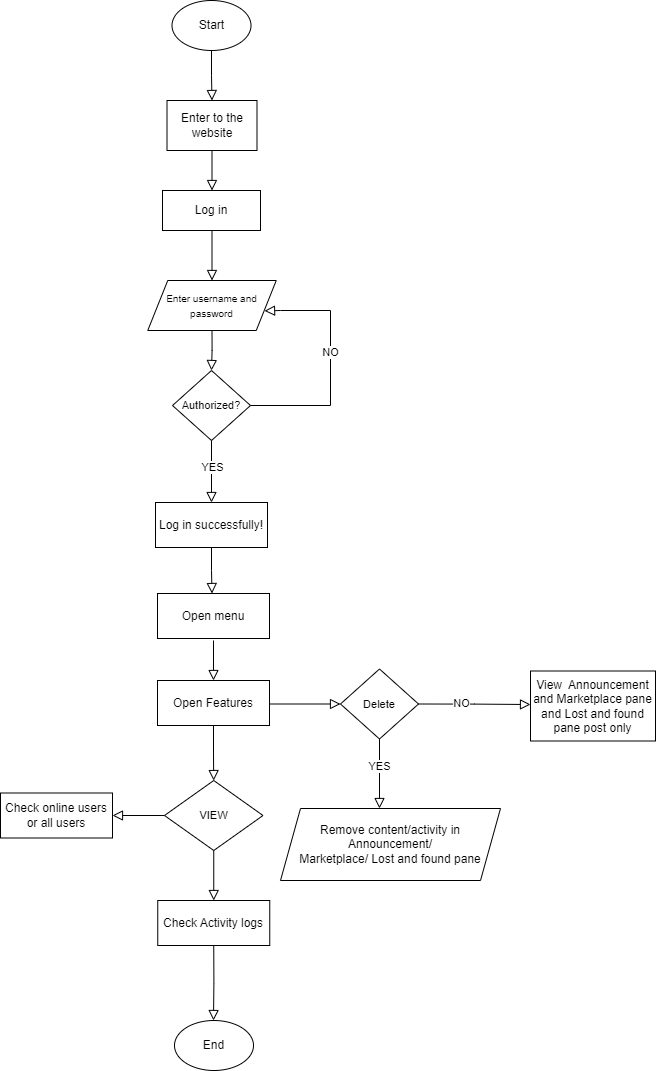 Start
Enter to the
website
Log in
Enter username and
password
NO
Authorized?
YES
Log in successfully!
Open menu
Open Features
Delete
NO
View  Announcement
and Marketplace pane
and Lost and found
pane post only
YES
Remove content/activity in
Announcement/
Marketplace/ Lost and found pane
VIEW
Check online users
or all users
Check Activity logs
End